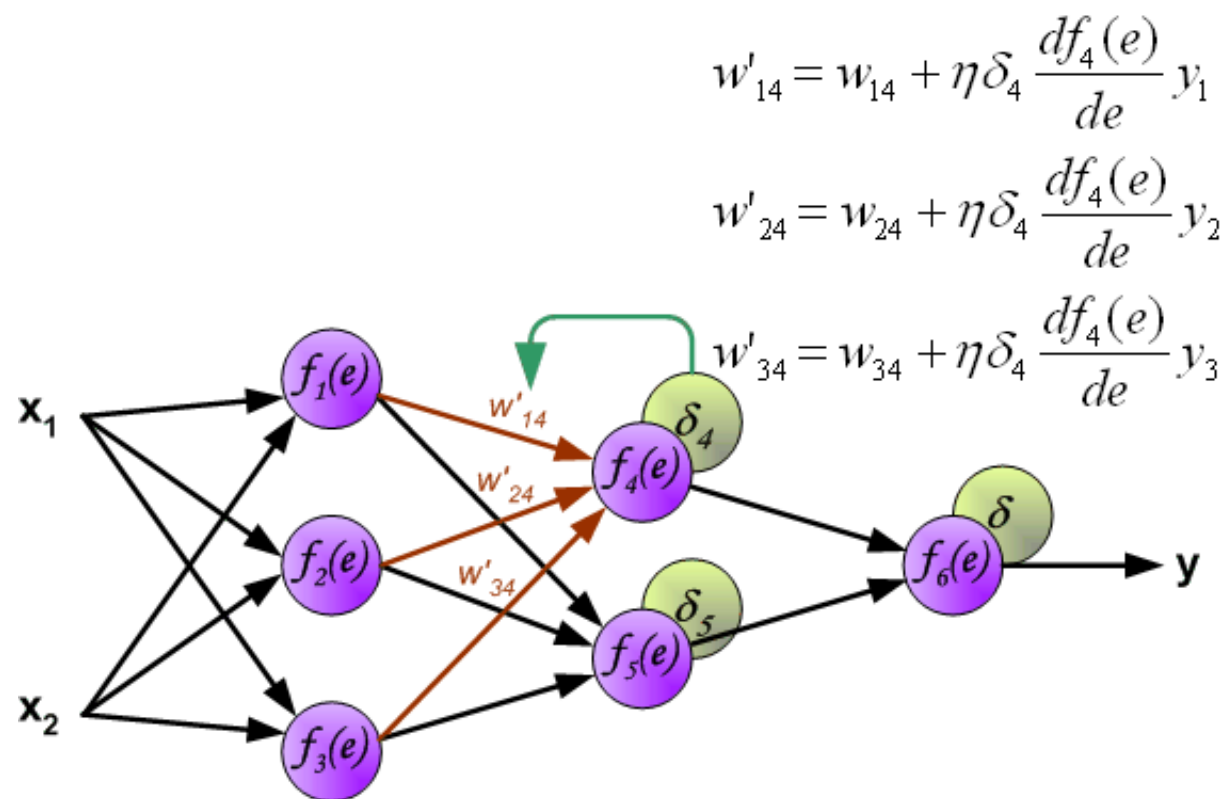 w'₁₄ = w₁₄ + ηδ₄ df₄(e)/de y₁
w'₂₄ = w₂₄ + ηδ₄ df₄(e)/de y₂
w'₃₄ = w₃₄ + ηδ₄ df₄(e)/de y₃
f₁(e)
x₁
w'₁₄
δ₄
f₄(e)
w'₂₄
δ
f₂(e)
f₆(e)
y
w'₃₄
δ₅
f₅(e)
x₂
f₃(e)